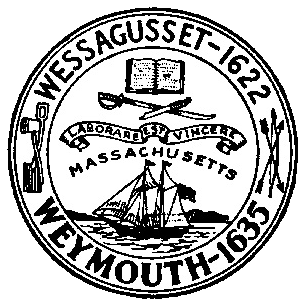 WESSAGUSSET-1622
LABORARE EST VINCERE
MASSACHUSETTS
WEYMOUTH-1635